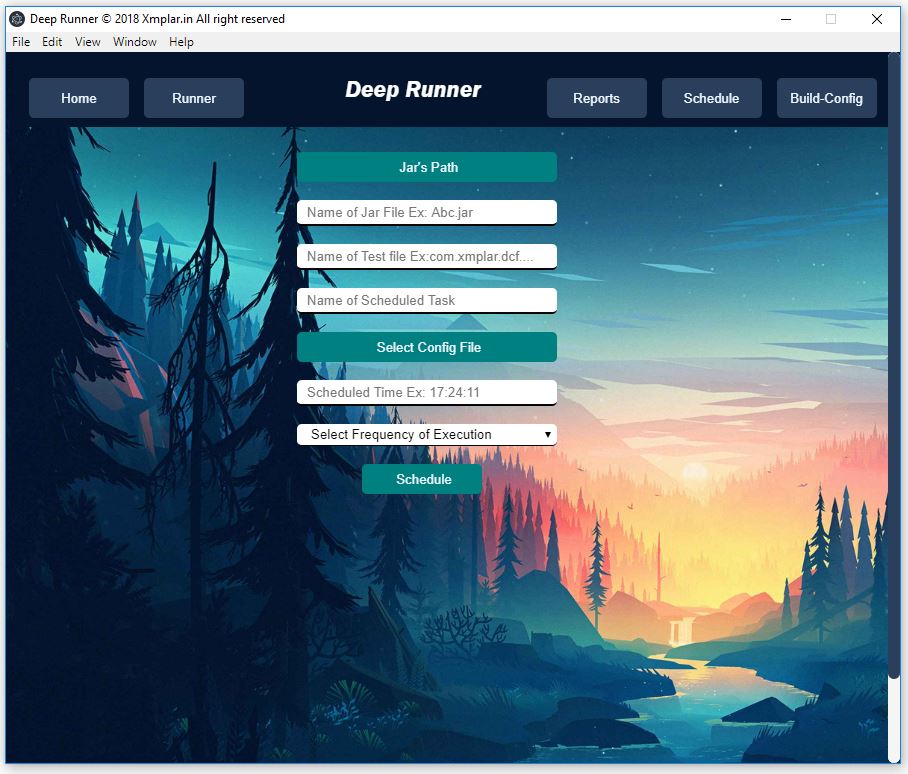 Deep Runner © 2018 Xmplar.in All right reserved
File Edit View Window Help
Home Runner Deep Runner Reports Schedule Build-Config
Jar's Path
Name of Jar File Ex: Abc.jar
Name of Test file Ex:com.xmplar.dcf....
Name of Scheduled Task
Select Config File
Scheduled Time Ex: 17:24:11
Select Frequency of Execution
Schedule